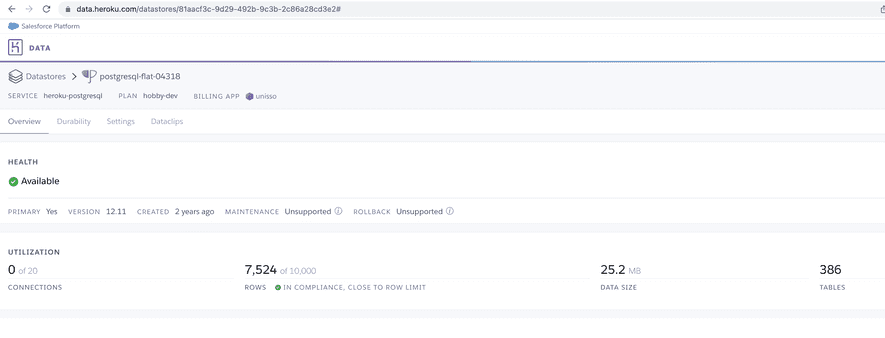 data.heroku.com/datastores/81aacf3c-9d29-492b-9c3b-2c86a28cd3e2#
Salesforce Platform
DATA
Datastores postgresql-flat-04318
SERVICE heroku-postgresql PLAN hobby-dev BILLING APP unisso
Overview Durability Settings Dataclips
HEALTH
Available
PRIMARY Yes VERSION 12.11 CREATED 2 years ago MAINTENANCE Unsupported ROLLBACK Unsupported
UTILIZATION
0 of 20 7,524 of 10,000 25.2 MB 386
CONNECTIONS ROWS IN COMPLIANCE, CLOSE TO ROW LIMIT DATA SIZE TABLES